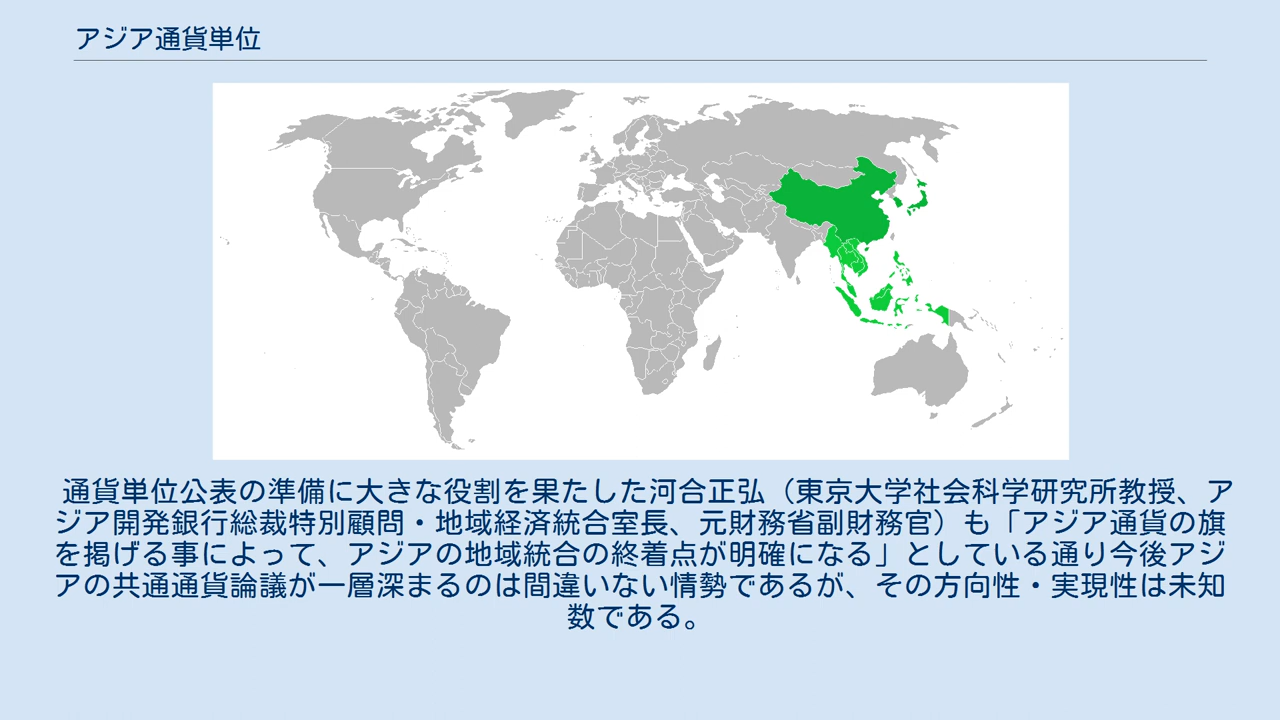 アジア通貨単位
通貨単位公表の準備に大きな役割を果たした河合正弘（東京大学社会科学研究所教授、ア
ジア開発銀行総裁特別顧問・地域経済統合室長、元財務省副財務官）も「アジア通貨の旗
を掲げる事によって、アジアの地域統合の終着点が明確になる」としている通り今後アジ
アの共通通貨論議が一層深まるのは間違いない情勢であるが、その方向性・実現性は未知
数である。